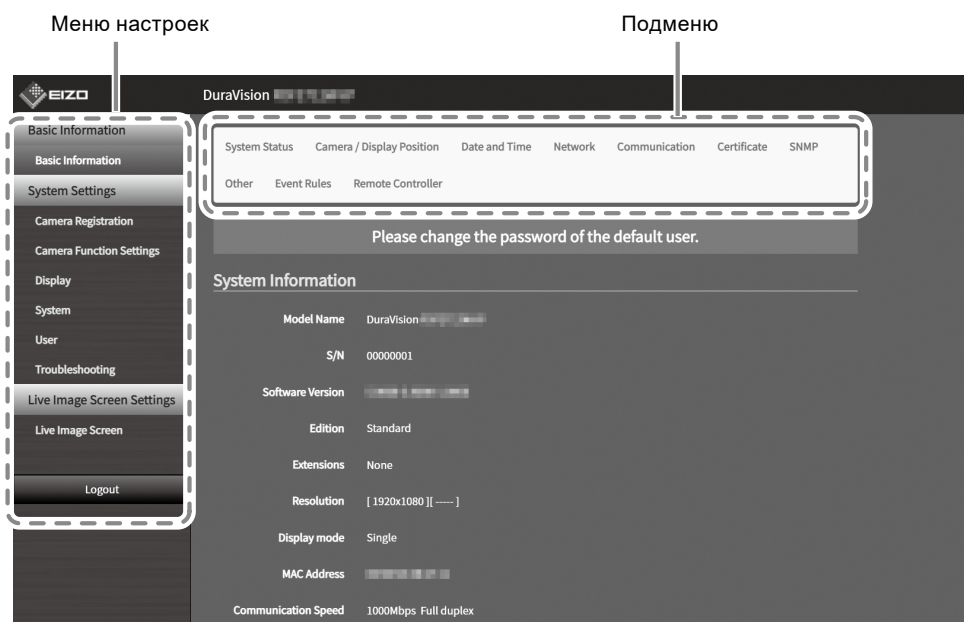 Меню настроек
Подменю
EIZO
DuraVision
Basic Information
Basic Information
System Settings
Camera Registration
Camera Function Settings
Display
System
User
Troubleshooting
Live Image Screen Settings
Live Image Screen
Logout
System Status Camera / Display Position Date and Time Network Communication Certificate SNMP
Other Event Rules Remote Controller
Please change the password of the default user.
System Information
Model Name DuraVision
S/N 00000001
Software Version
Edition Standard
Extensions None
Resolution [ 1920x1080 ][ ----- ]
Display mode Single
MAC Address
Communication Speed 1000Mbps Full duplex